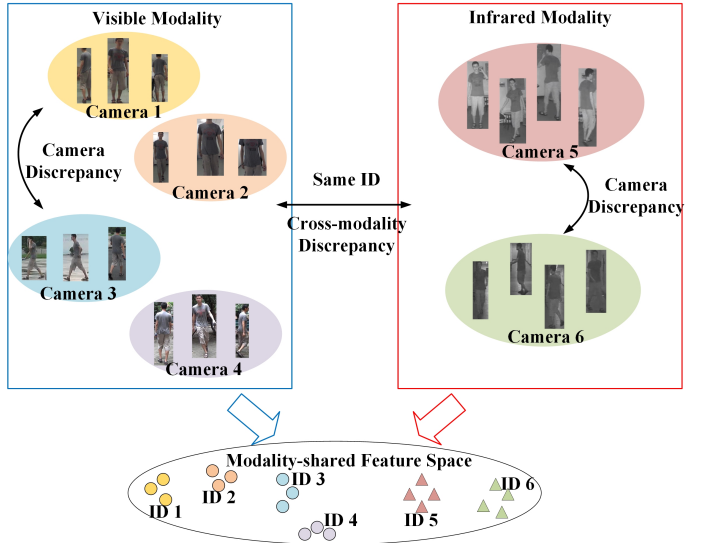 Visible Modality
Camera 1
Camera
Discrepancy
Camera 2
Camera 3
Camera 4
Same ID
Cross-modality
Discrepancy
Infrared Modality
Camera 5
Camera
Discrepancy
Camera 6
Modality-shared Feature Space
ID 1
ID 2
ID 3
ID 4
ID 5
ID 6